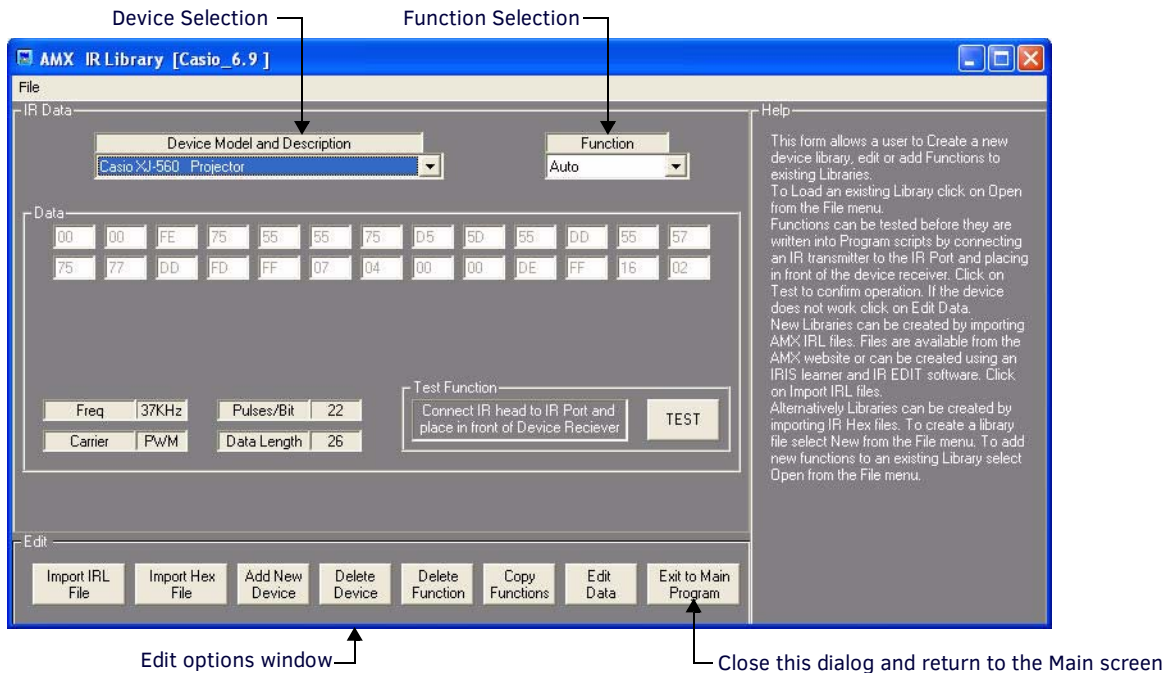 Device Selection
Function Selection
AMX IR Library [Casio_6.9 ]
File
IR Data
Device Model and Description
Function
Casio XJ-560 Projector
Auto
Data
00 00 FE 75 55 55 75 D5 5D 55 DD 55 57
75 77 DD FD FF 07 04 00 00 DE FF 16 02
Freq 37KHz
Pulses/Bit 22
Carrier PWM
Data Length 26
Test Function
Connect IR head to IR Port and
place in front of Device Reciever
TEST
Edit
Import IRL
File
Import Hex
File
Add New
Device
Delete
Device
Delete
Function
Copy
Functions
Edit
Data
Exit to Main
Program
Help
This form allows a user to Create a new
device library, edit or add Functions to
existing Libraries.
To Load an existing Library click on Open
from the File menu.
Functions can be tested before they are
written into Program scripts by connecting
an IR transmitter to the IR Port and placing
in front of the device receiver. Click on
Test to confirm operation. If the device
does not work click on Edit Data.
New Libraries can be created by importing
AMX IRL files. Files are available from the
AMX website or can be created using an
IRIS learner and IR EDIT software. Click
on Import IRL files.
Alternatively Libraries can be created by
importing IR Hex files. To create a library
file select New from the File menu. To add
new functions to an existing Library select
Open from the File menu.
Edit options window
Close this dialog and return to the Main screen